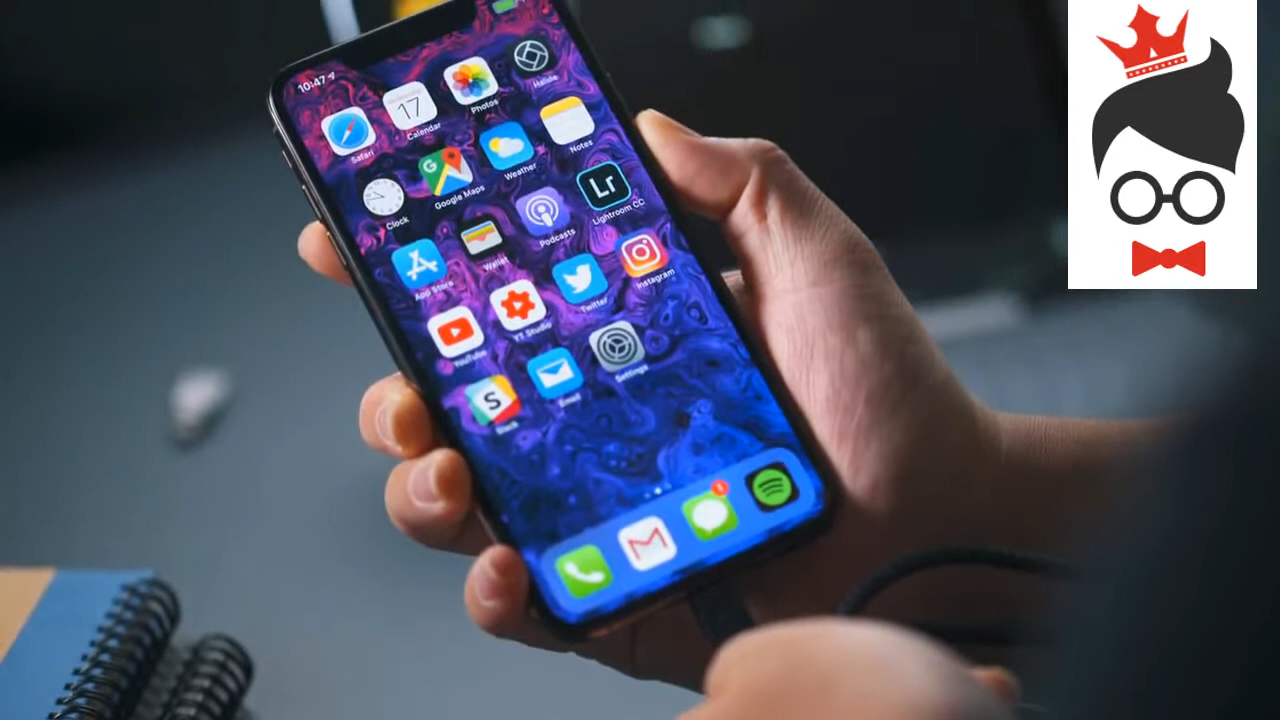 10:47
Safari
17
Calendar
Photos
Halide
Clock
G
Google Maps
Weather
Notes
App Store
Wallet
Podcasts
Lr
Lightroom CC
YouTube
YT Studio
Twitter
Instagram
S
Slack
Email
Settings
M
1